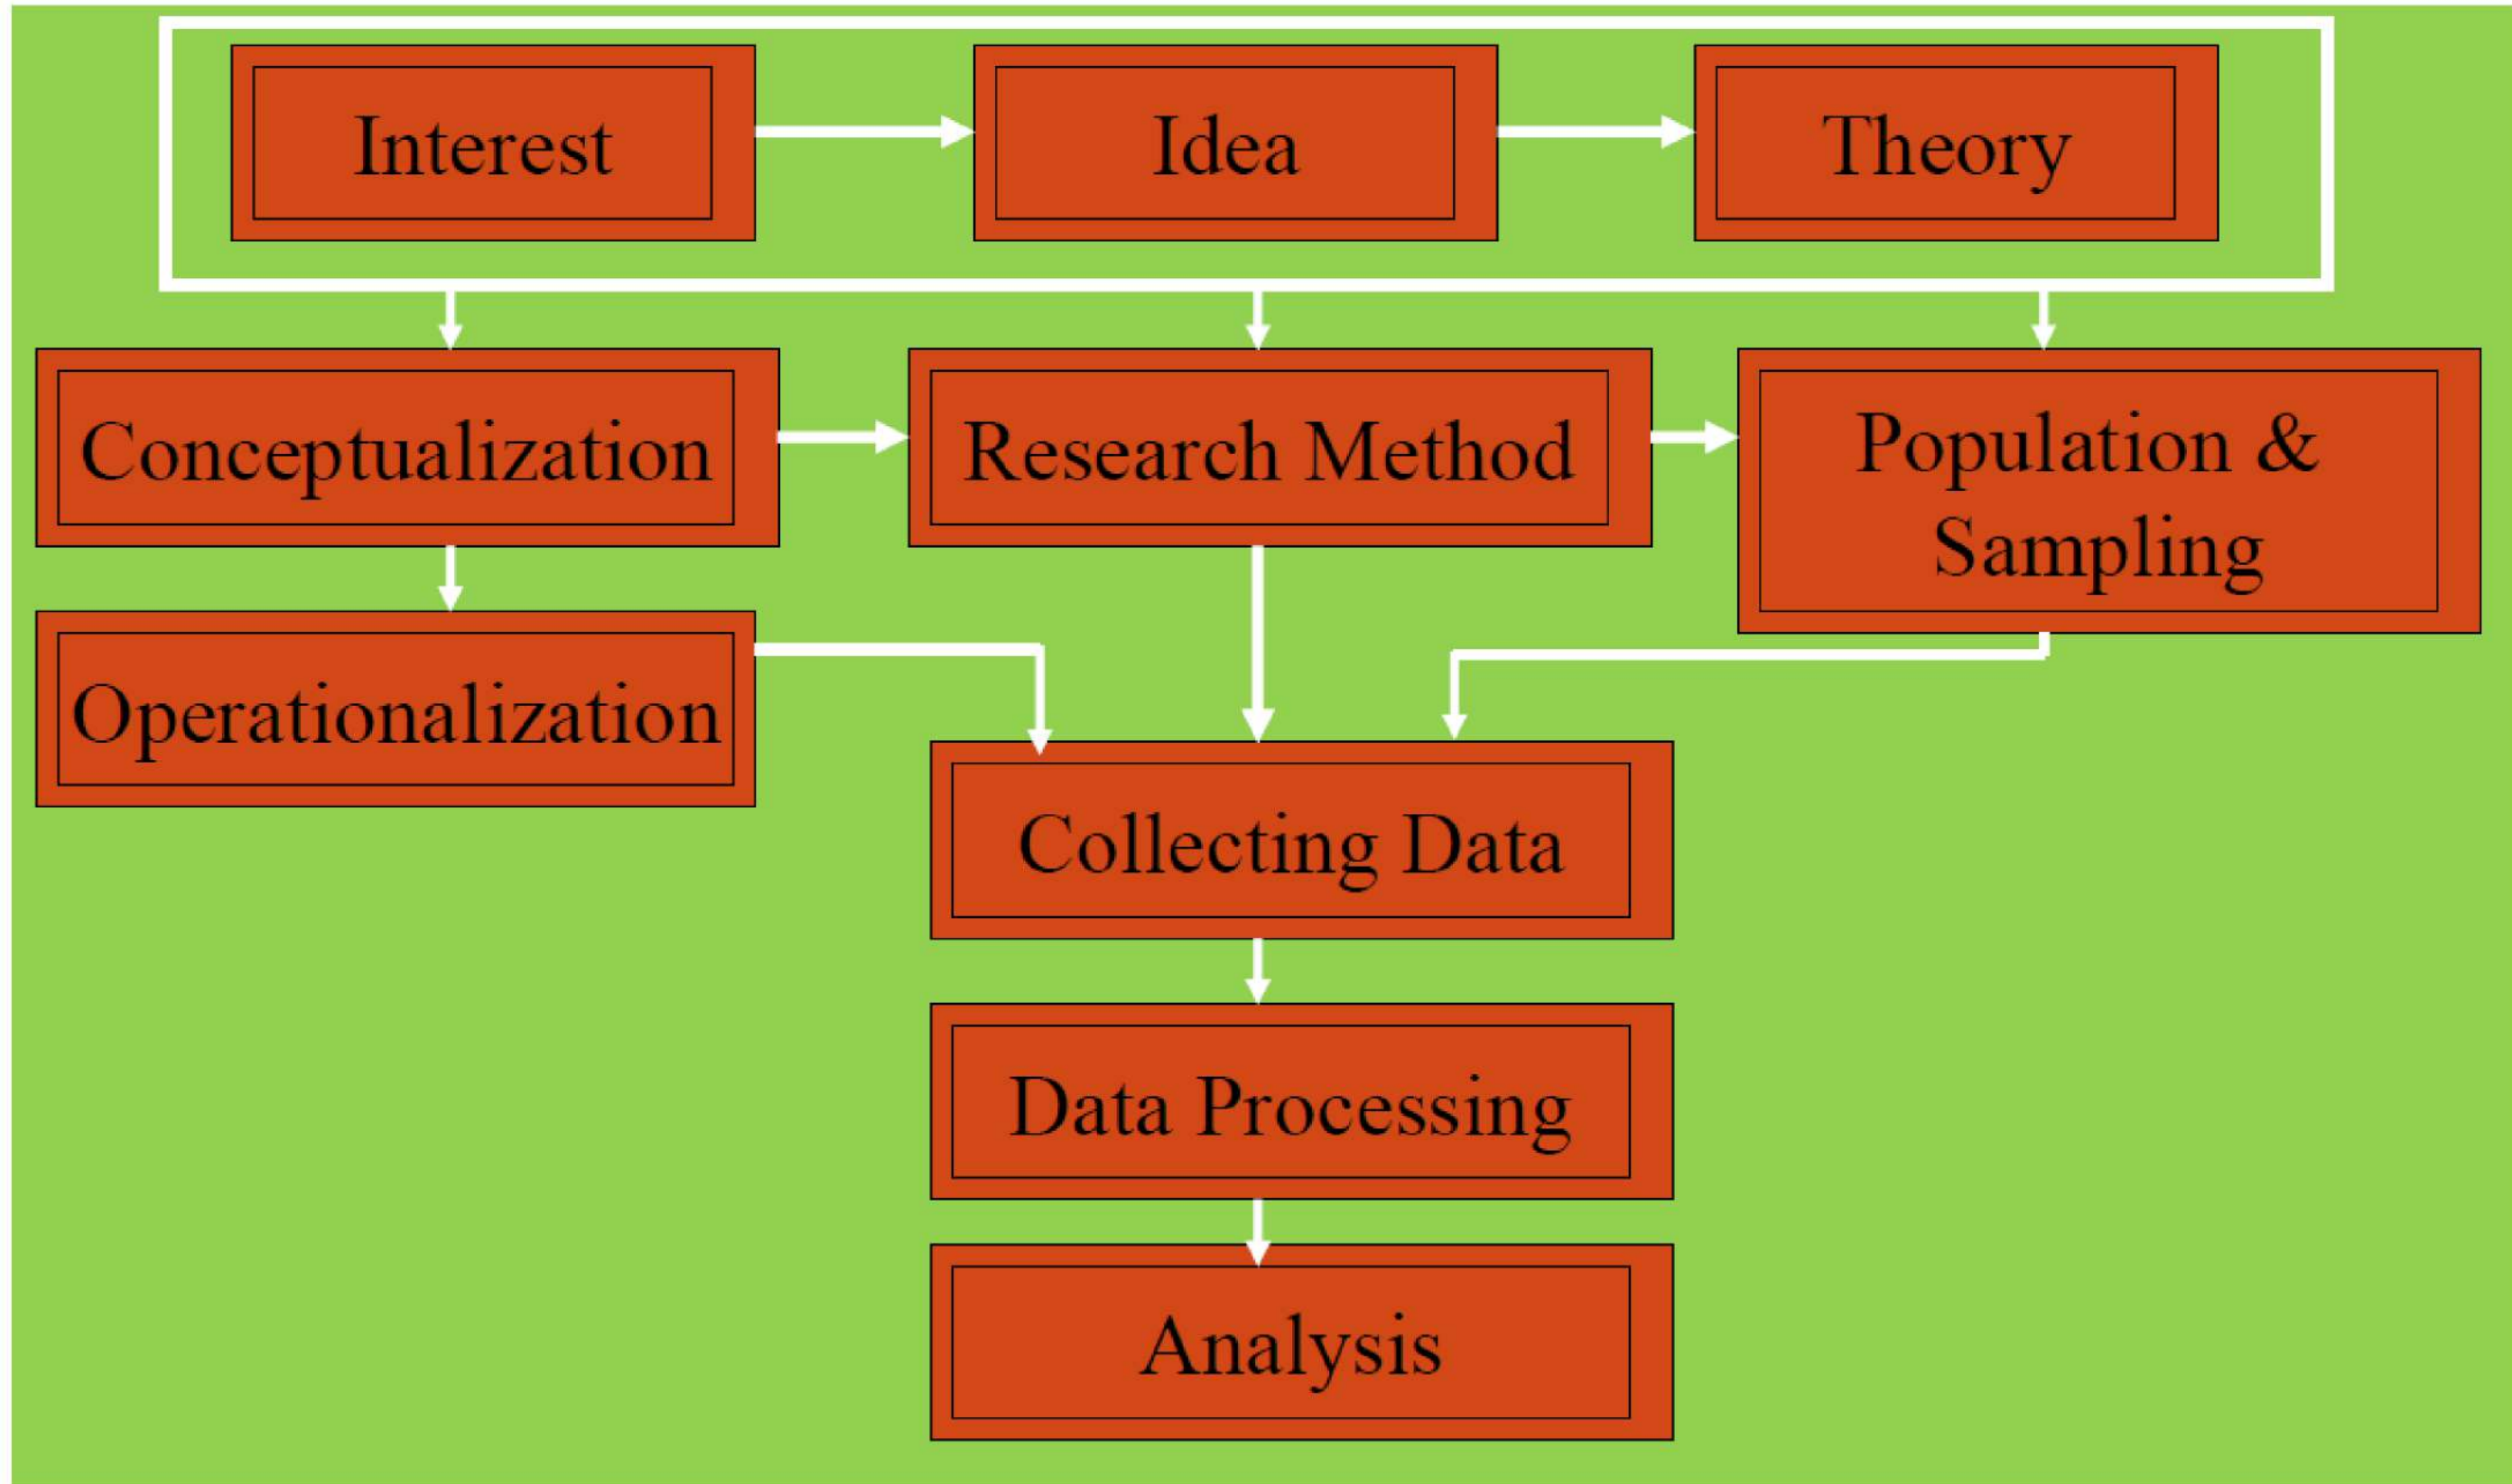 Interest
Idea
Theory
Conceptualization
Research Method
Population &
Sampling
Operationalization
Collecting Data
Data Processing
Analysis